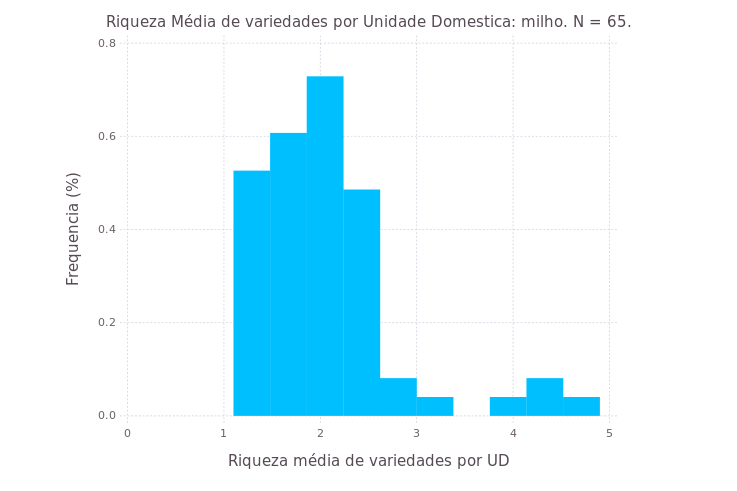 Riqueza Média de variedades por Unidade Domestica: milho. N = 65.
0.8
0.6
0.4
0.2
0.0
Frequencia (%)
0 1 2 3 4 5
Riqueza média de variedades por UD